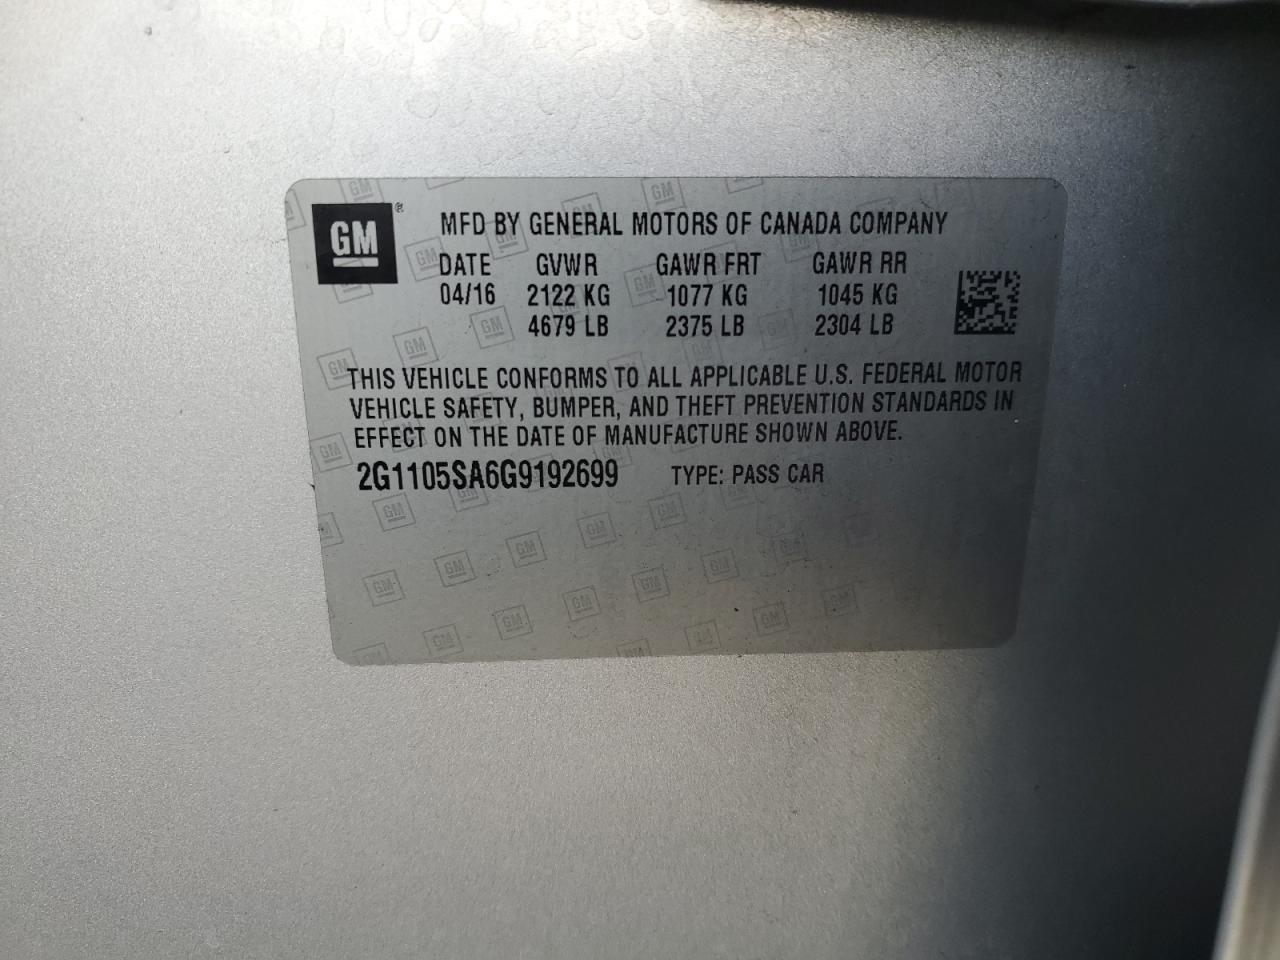 GM ®
MFD BY GENERAL MOTORS OF CANADA COMPANY
DATE GVWR GAWR FRT GAWR RR
04/16 2122 KG 1077 KG 1045 KG
4679 LB 2375 LB 2304 LB
THIS VEHICLE CONFORMS TO ALL APPLICABLE U.S. FEDERAL MOTOR
VEHICLE SAFETY, BUMPER, AND THEFT PREVENTION STANDARDS IN
EFFECT ON THE DATE OF MANUFACTURE SHOWN ABOVE.
2G1105SA6G9192699 TYPE: PASS CAR